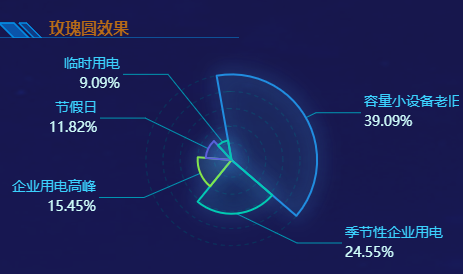 玫瑰圆效果
临时用电
9.09%
节假日
11.82%
容量小设备老旧
39.09%
企业用电高峰
15.45%
季节性企业用电
24.55%